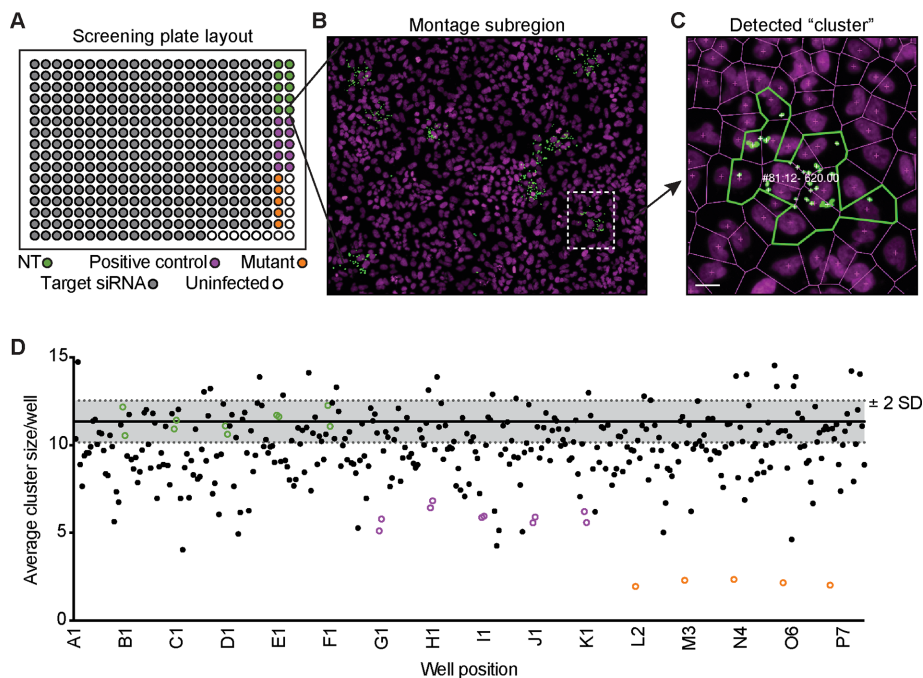 A
Screening plate layout
NT
Positive control
Mutant
Target siRNA
Uninfected
B
Montage subregion
C
Detected “cluster”
#81:12- 620.00
D
Average cluster size/well
15
10
5
0
± 2 SD
A1
B1
C1
D1
E1
F1
G1
H1
I1
J1
K1
L2
M3
N4
O6
P7
Well position